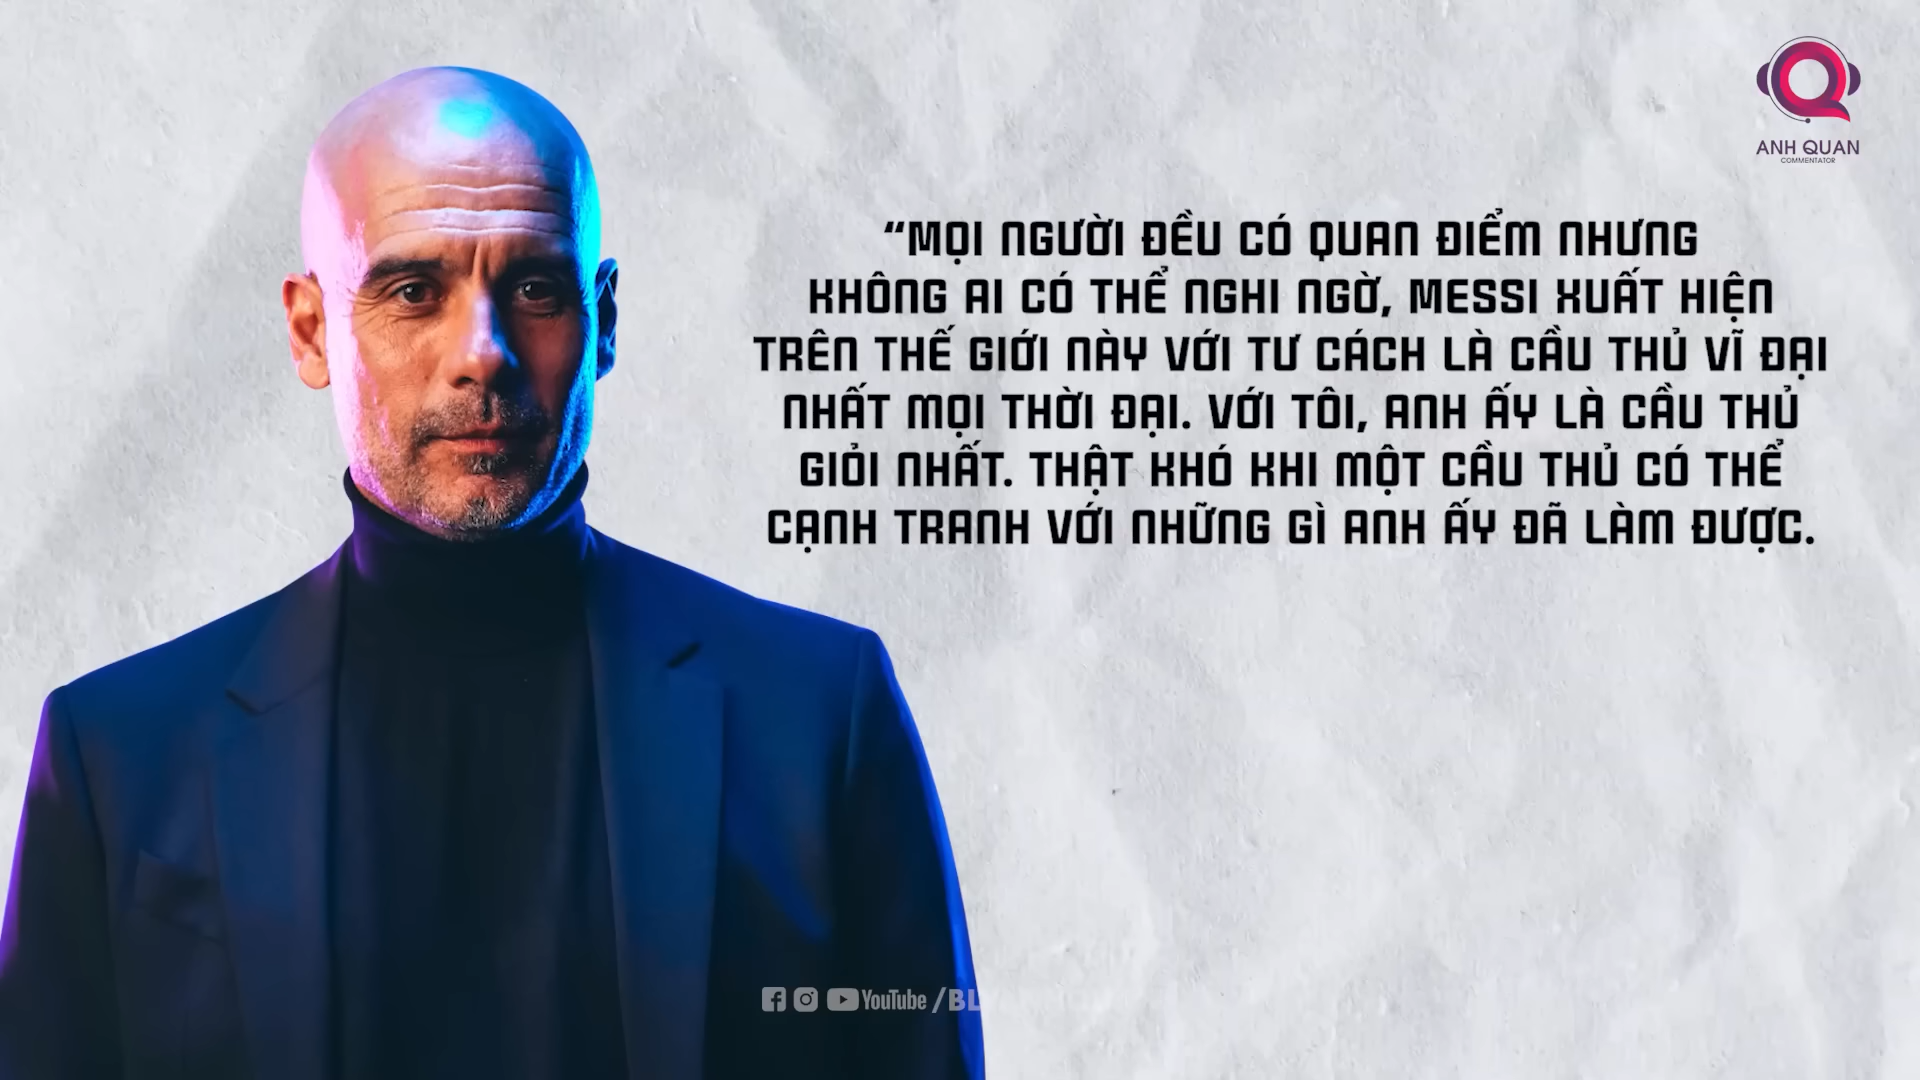 ANH QUAN
COMMENTATOR
“MỌI NGƯỜI ĐỀU CÓ QUAN ĐIỂM NHƯNG
KHÔNG AI CÓ THỂ NGHI NGỜ, MESSI XUẤT HIỆN
TRÊN THẾ GIỚI NÀY VỚI TƯ CÁCH LÀ CẦU THỦ VĨ ĐẠI
NHẤT MỌI THỜI ĐẠI. VỚI TÔI, ANH ẤY LÀ CẦU THỦ
GIỎI NHẤT. THẬT KHÓ KHI MỘT CẦU THỦ CÓ THỂ
CẠNH TRANH VỚI NHỮNG GÌ ANH ẤY ĐÃ LÀM ĐƯỢC.
YouTube